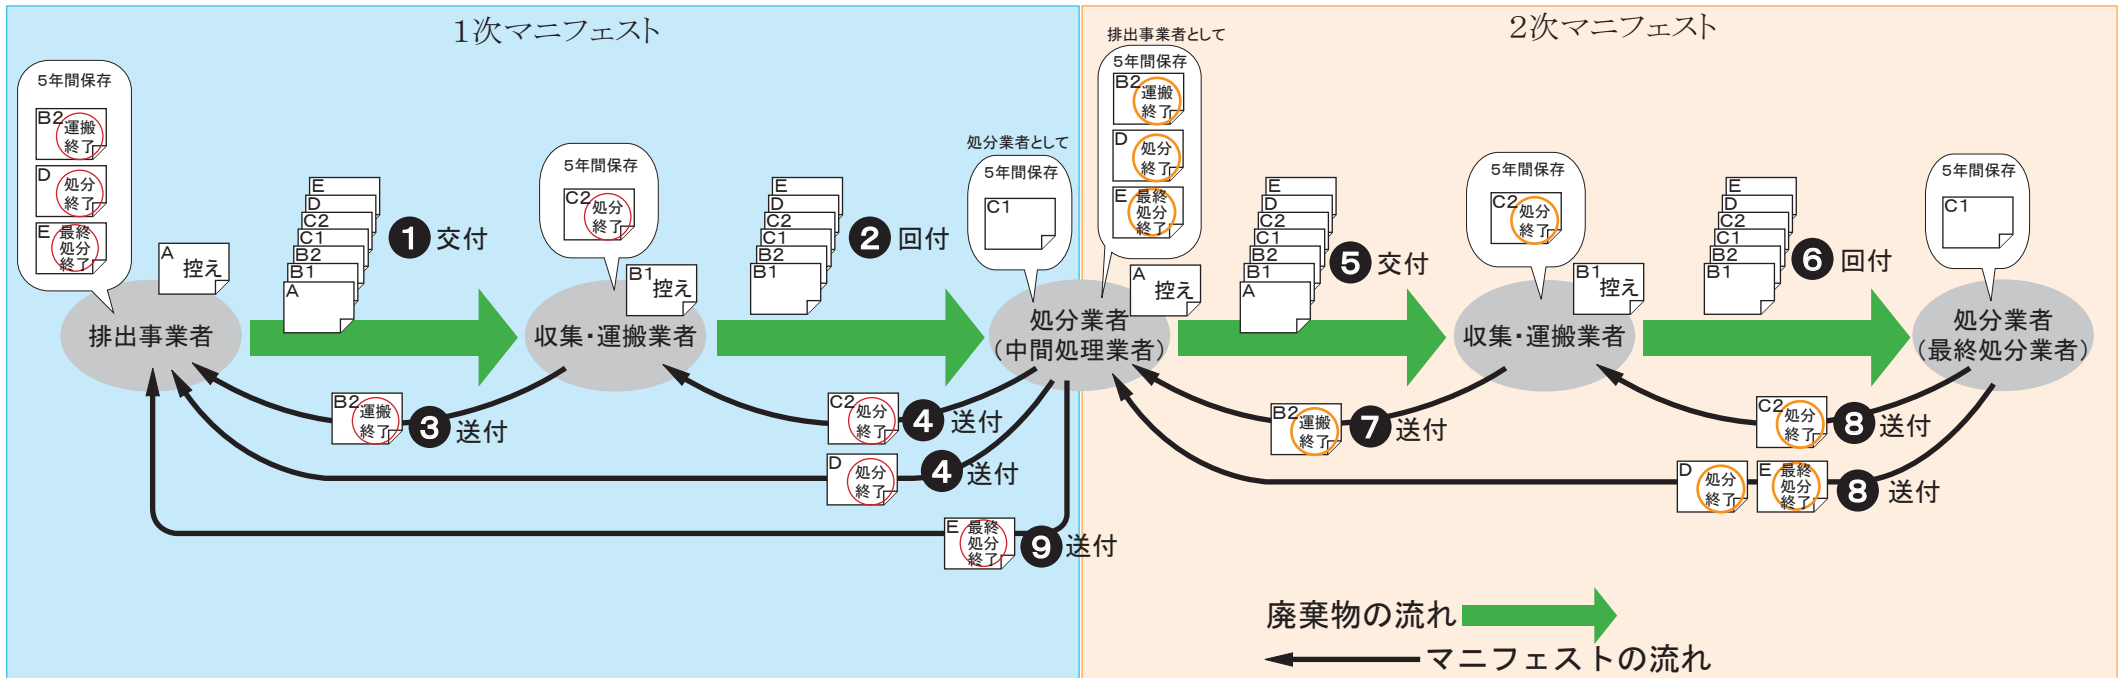 1次マニフェスト
5年間保存
B2
運搬
終了
D
処分
終了
E
最終
処分
終了
A
控え
排出事業者
E
D
C2
C1
B2
B1
A
❶ 交付
5年間保存
C2
処分
終了
B1
控え
収集・運搬業者
E
D
C2
C1
B2
B1
❷ 回付
処分業者として
5年間保存
C1
処分業者
(中間処理業者)
B2
運搬
終了
❸ 送付
C2
処分
終了
❹ 送付
D
処分
終了
❹ 送付
E
最終
処分
終了
❾ 送付
2次マニフェスト
排出事業者として
5年間保存
B2
運搬
終了
D
処分
終了
E
最終
処分
終了
A
控え
E
D
C2
C1
B2
B1
A
❺ 交付
5年間保存
C2
処分
終了
B1
控え
収集・運搬業者
E
D
C2
C1
B2
B1
❻ 回付
5年間保存
C1
処分業者
(最終処分業者)
B2
運搬
終了
❼ 送付
C2
処分
終了
❽ 送付
D
処分
終了
E
最終
処分
終了
❽ 送付
廃棄物の流れ
マニフェストの流れ